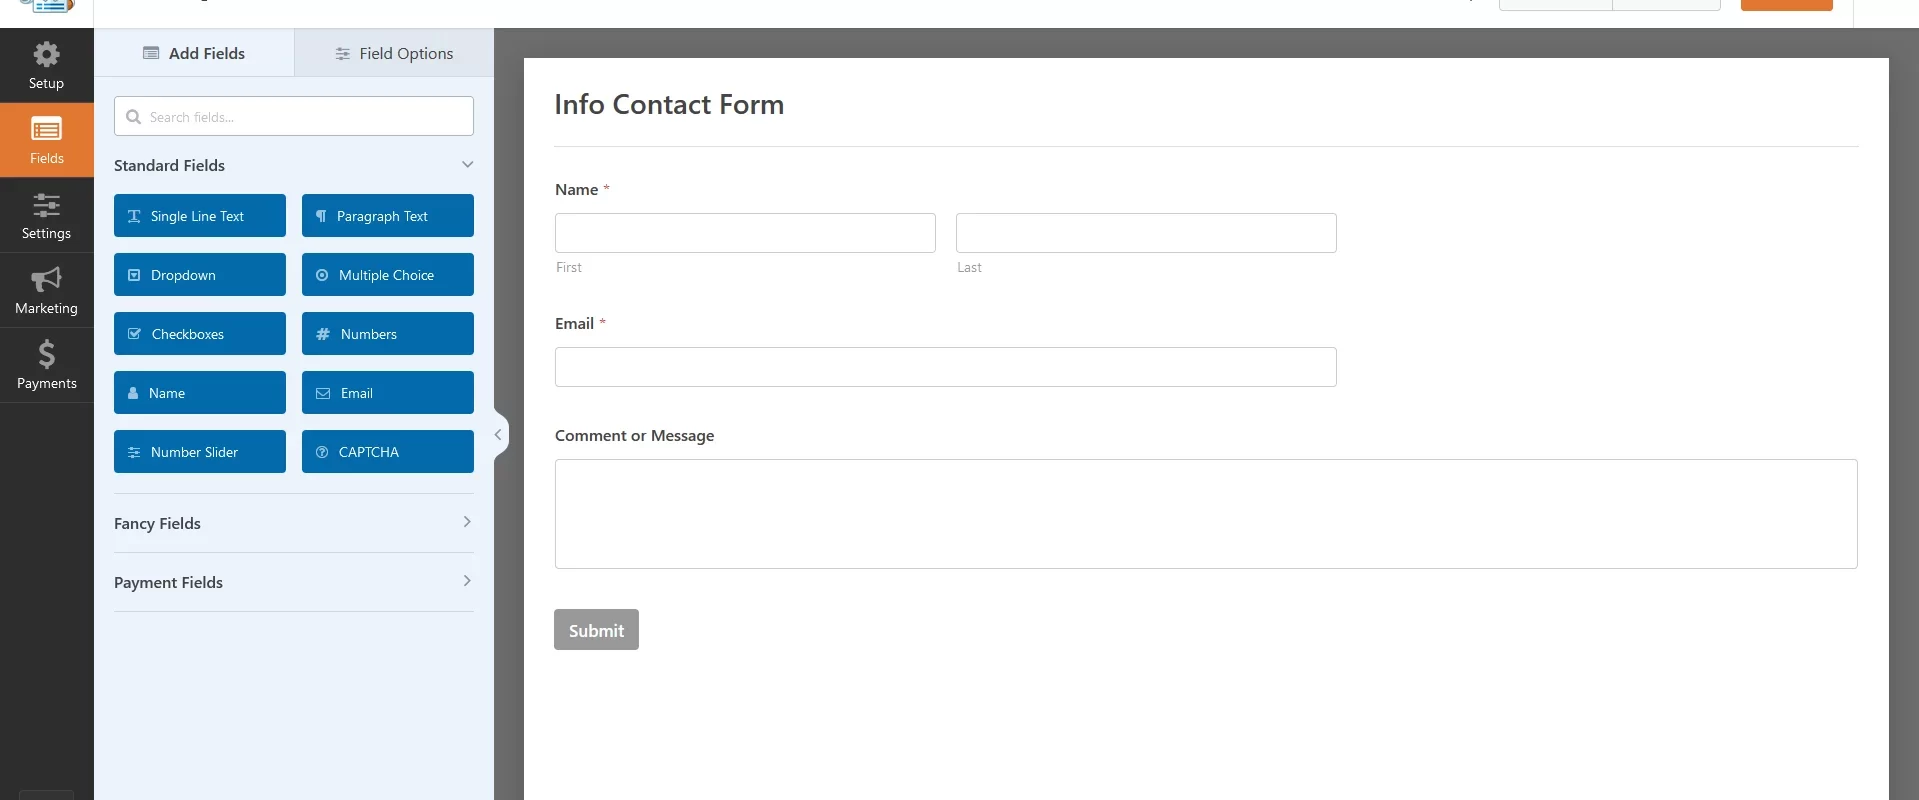 Setup
Fields
Settings
Marketing
Payments
Add Fields
Field Options
Search fields...
Standard Fields
Single Line Text
Paragraph Text
Dropdown
Multiple Choice
Checkboxes
Numbers
Name
Email
Number Slider
CAPTCHA
Fancy Fields
Payment Fields
Info Contact Form
Name *
First
Last
Email *
Comment or Message
Submit